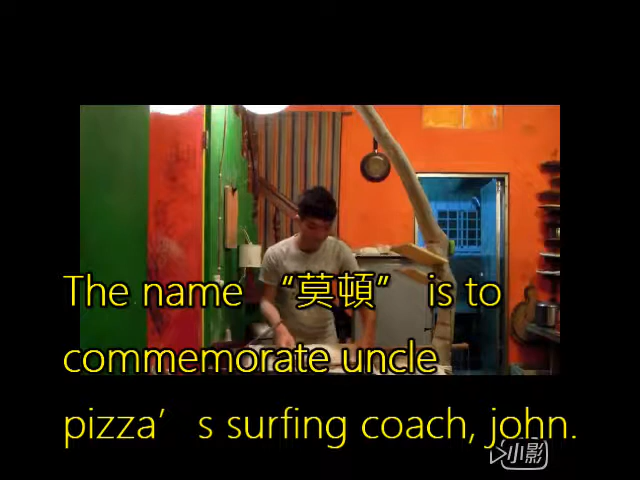 The name “莫頓” is to
commemorate uncle
pizza’s surfing coach, john.
小影